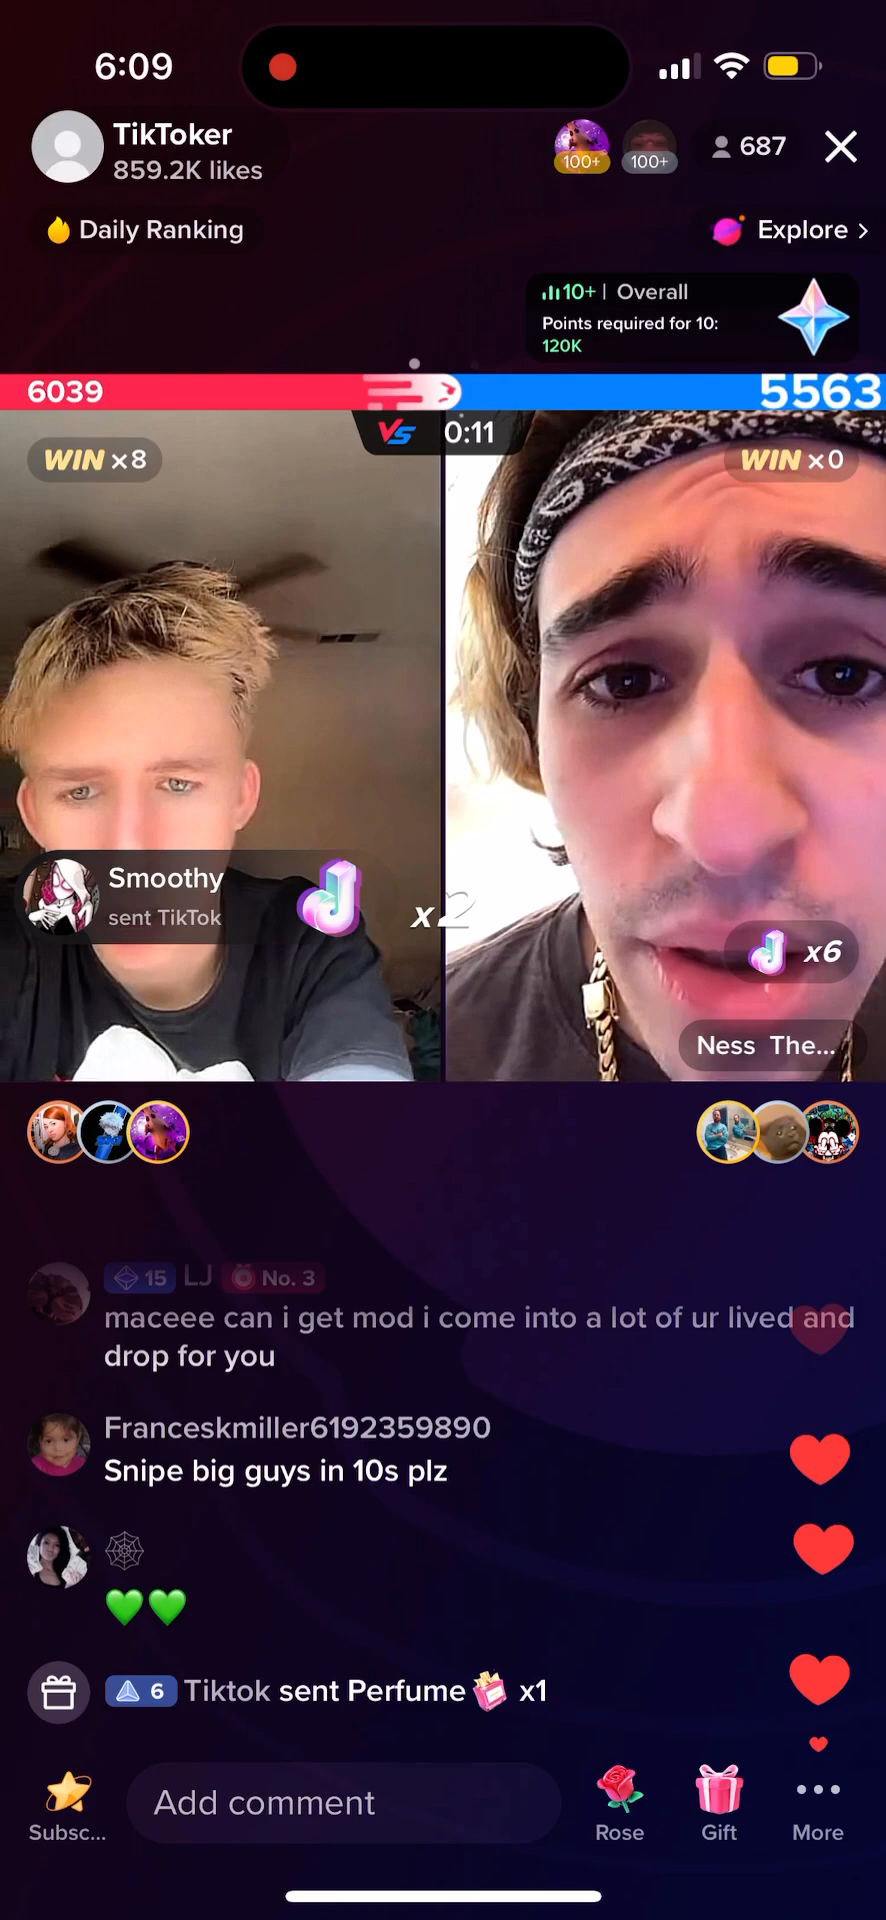 6:09
TikToker
859.2K likes
100+
100+
687
Daily Ranking
Explore >
10+ | Overall
Points required for 10:
120K
6039
5563
VS 0:11
WIN x8
WIN x0
Smoothy
sent TikTok
x2
x6
Ness The...
15 LJ No. 3
maceee can i get mod i come into a lot of ur lived and
drop for you
Franceskmiller6192359890
Snipe big guys in 10s plz
6 Tiktok sent Perfume x1
Add comment
Subsc...
Rose
Gift
More